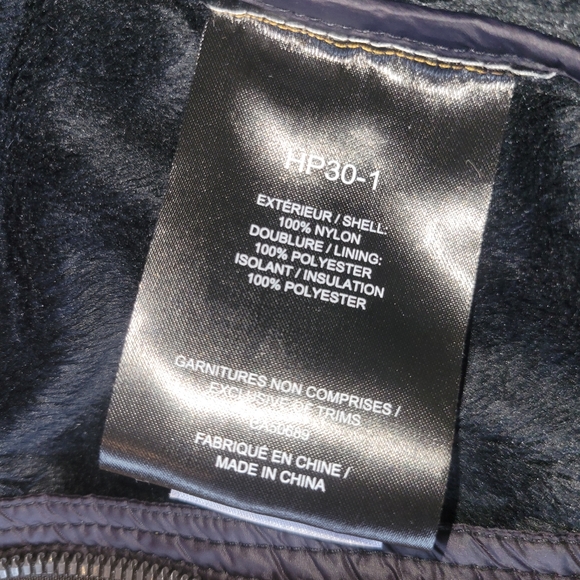 HP30-1
EXTÉRIEUR / SHELL:
100% NYLON
DOUBLURE / LINING:
100% POLYESTER
ISOLANT / INSULATION
100% POLYESTER
GARNITURES NON COMPRISES /
EXCLUSIVE OF TRIMS
FABRIQUÉ EN CHINE /
MADE IN CHINA